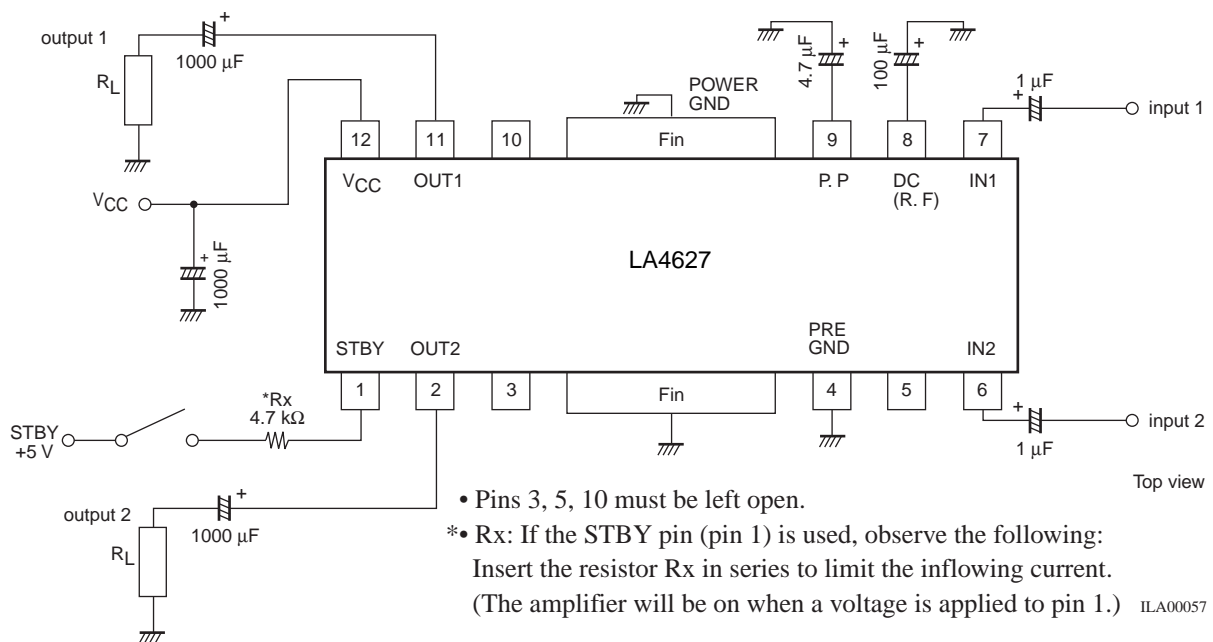 output 1
+
1000 µF
RL
VCC
+
1000 µF
POWER
GND
4.7 µF
+
100 µF
+
1 µF
+
input 1
12
11
10
Fin
9
8
7
VCC
OUT1
P. P
DC
(R. F)
IN1
LA4627
STBY
OUT2
PRE
GND
IN2
1
2
3
Fin
4
5
6
*Rx
4.7 kΩ
STBY
+5 V
+
1 µF
input 2
Top view
output 2
+
1000 µF
RL
• Pins 3, 5, 10 must be left open.
*• Rx: If the STBY pin (pin 1) is used, observe the following:
Insert the resistor Rx in series to limit the inflowing current.
(The amplifier will be on when a voltage is applied to pin 1.)
ILA00057